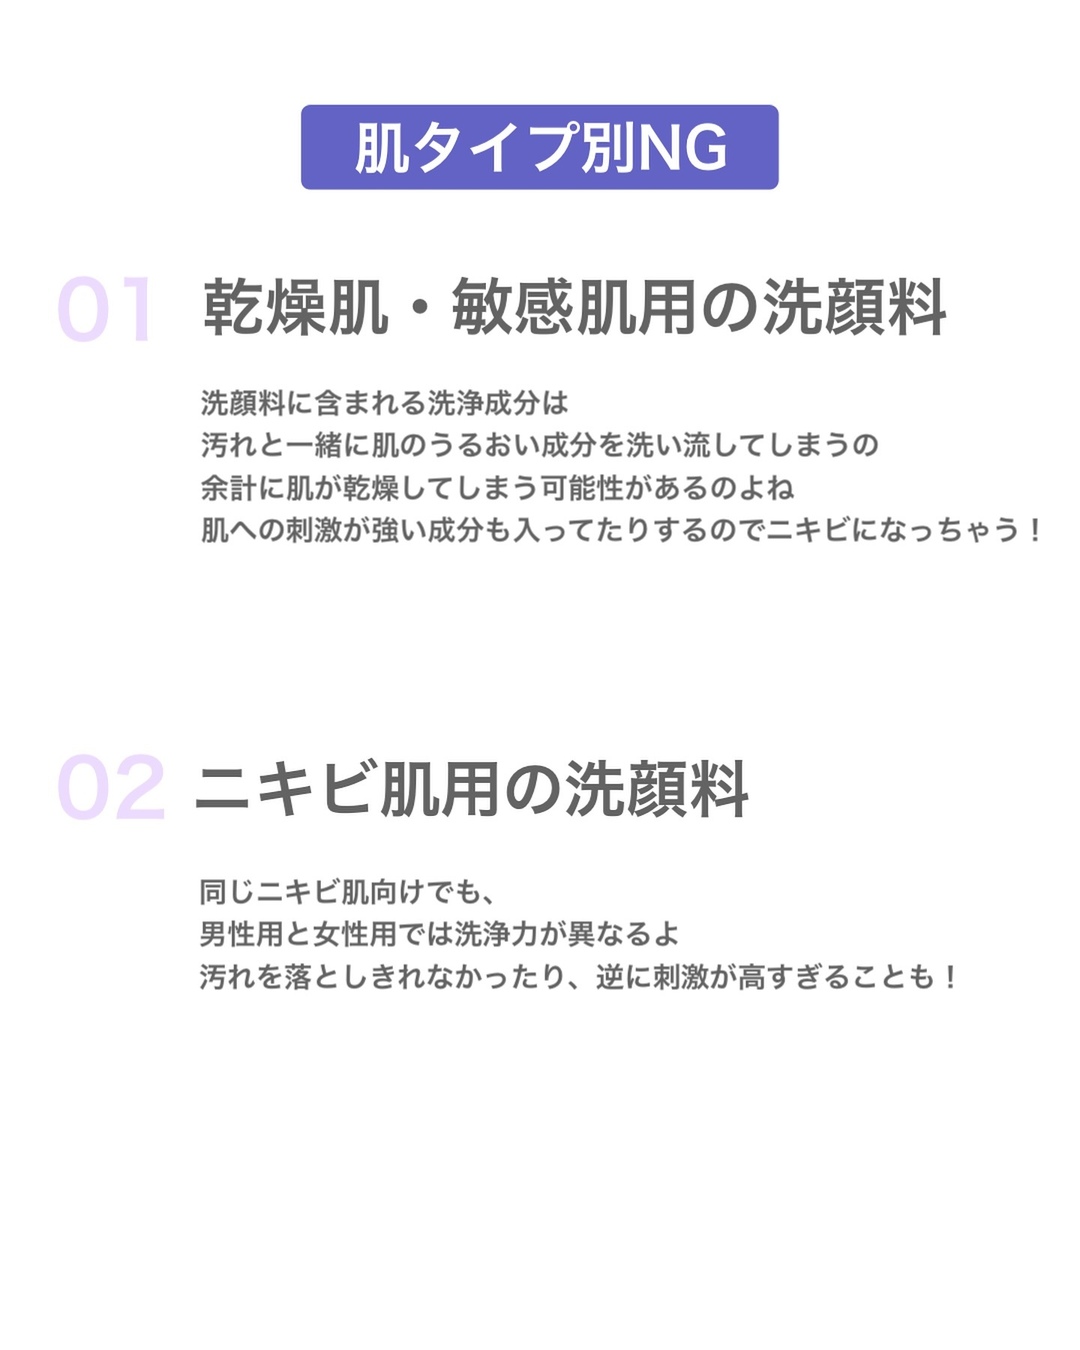 肌タイプ別NG
01 乾燥肌・敏感肌用の洗顔料
洗顔料に含まれる洗浄成分は
汚れと一緒に肌のうるおい成分を洗い流してしまうの
余計に肌が乾燥してしまう可能性があるのよね
肌への刺激が強い成分も入ってたりするのでニキビになっちゃう！
02 ニキビ肌用の洗顔料
同じニキビ肌向けでも、
男性用と女性用では洗浄力が異なるよ
汚れを落としきれなかったり、逆に刺激が高すぎることも！